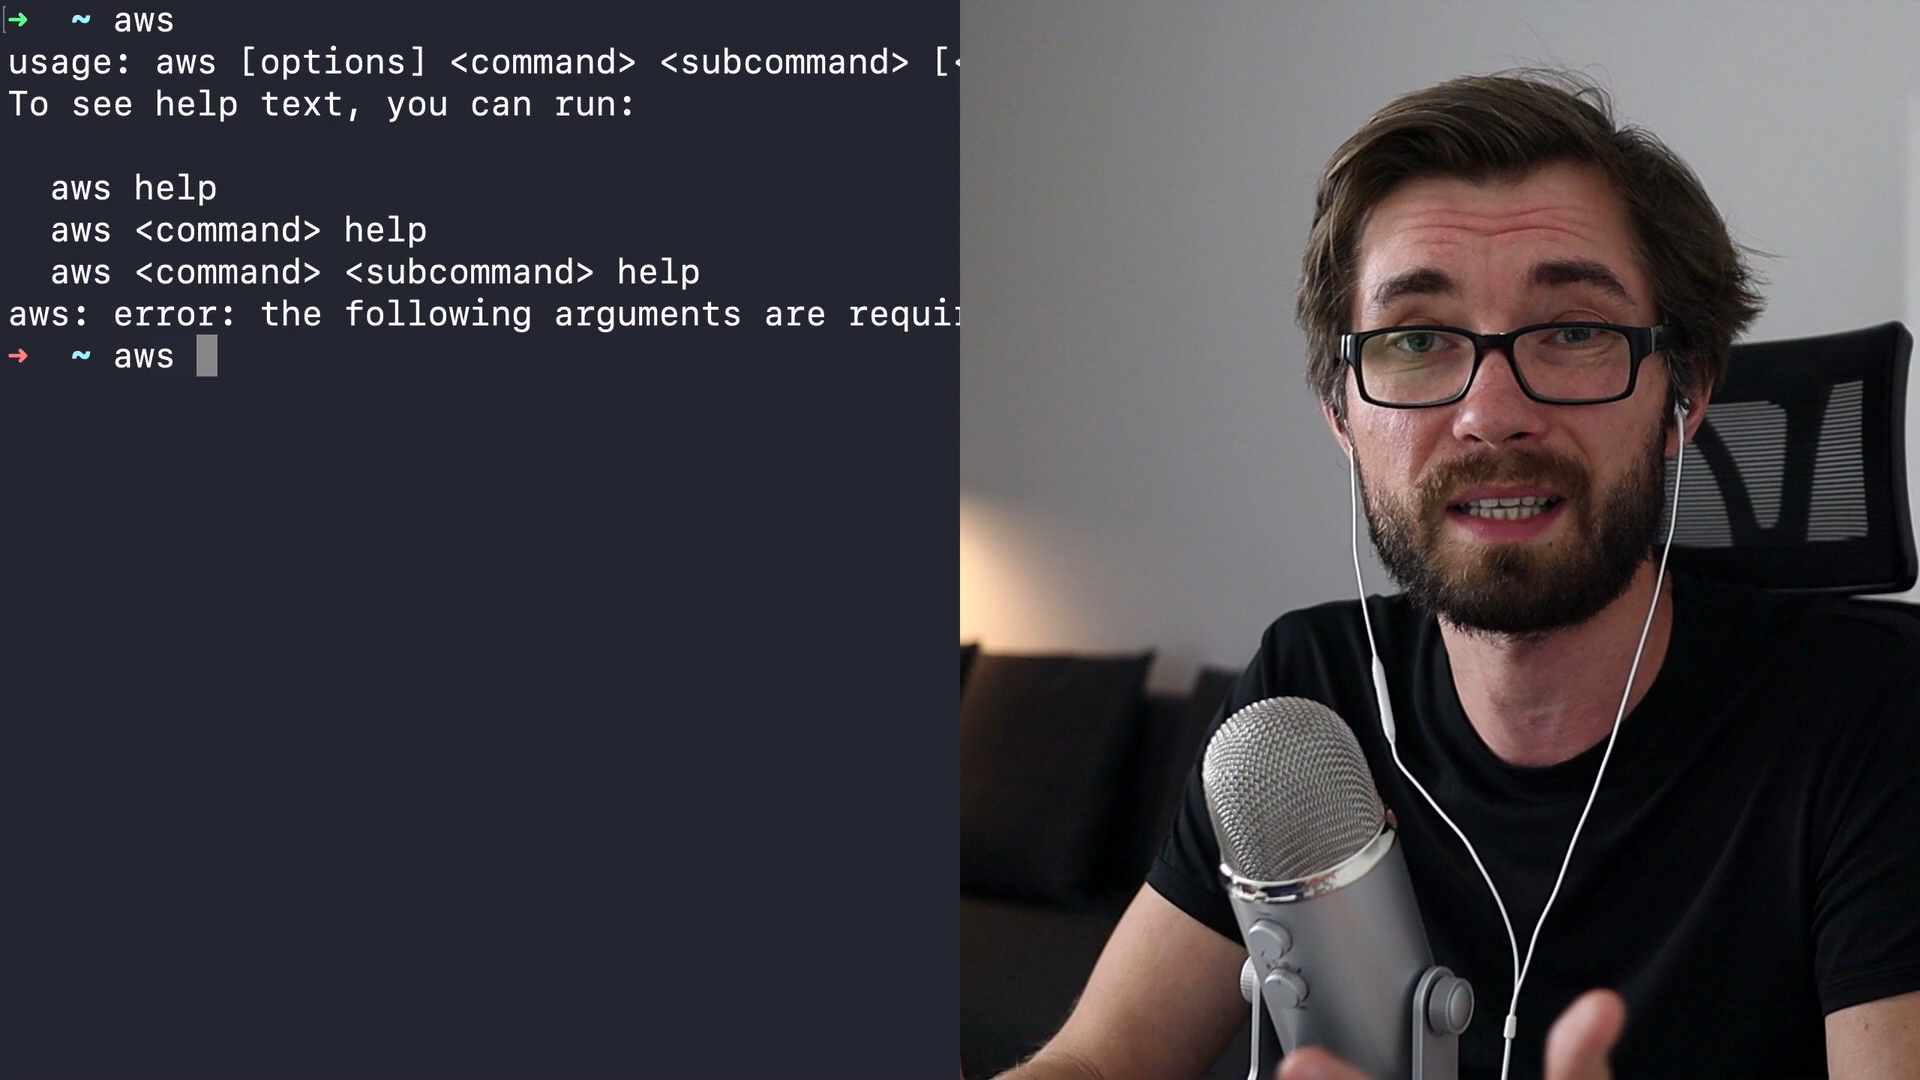 ➜ ~ aws
usage: aws [options] <command> <subcommand> [<
To see help text, you can run:
aws help
aws <command> help
aws <command> <subcommand> help
aws: error: the following arguments are requi
➜ ~ aws